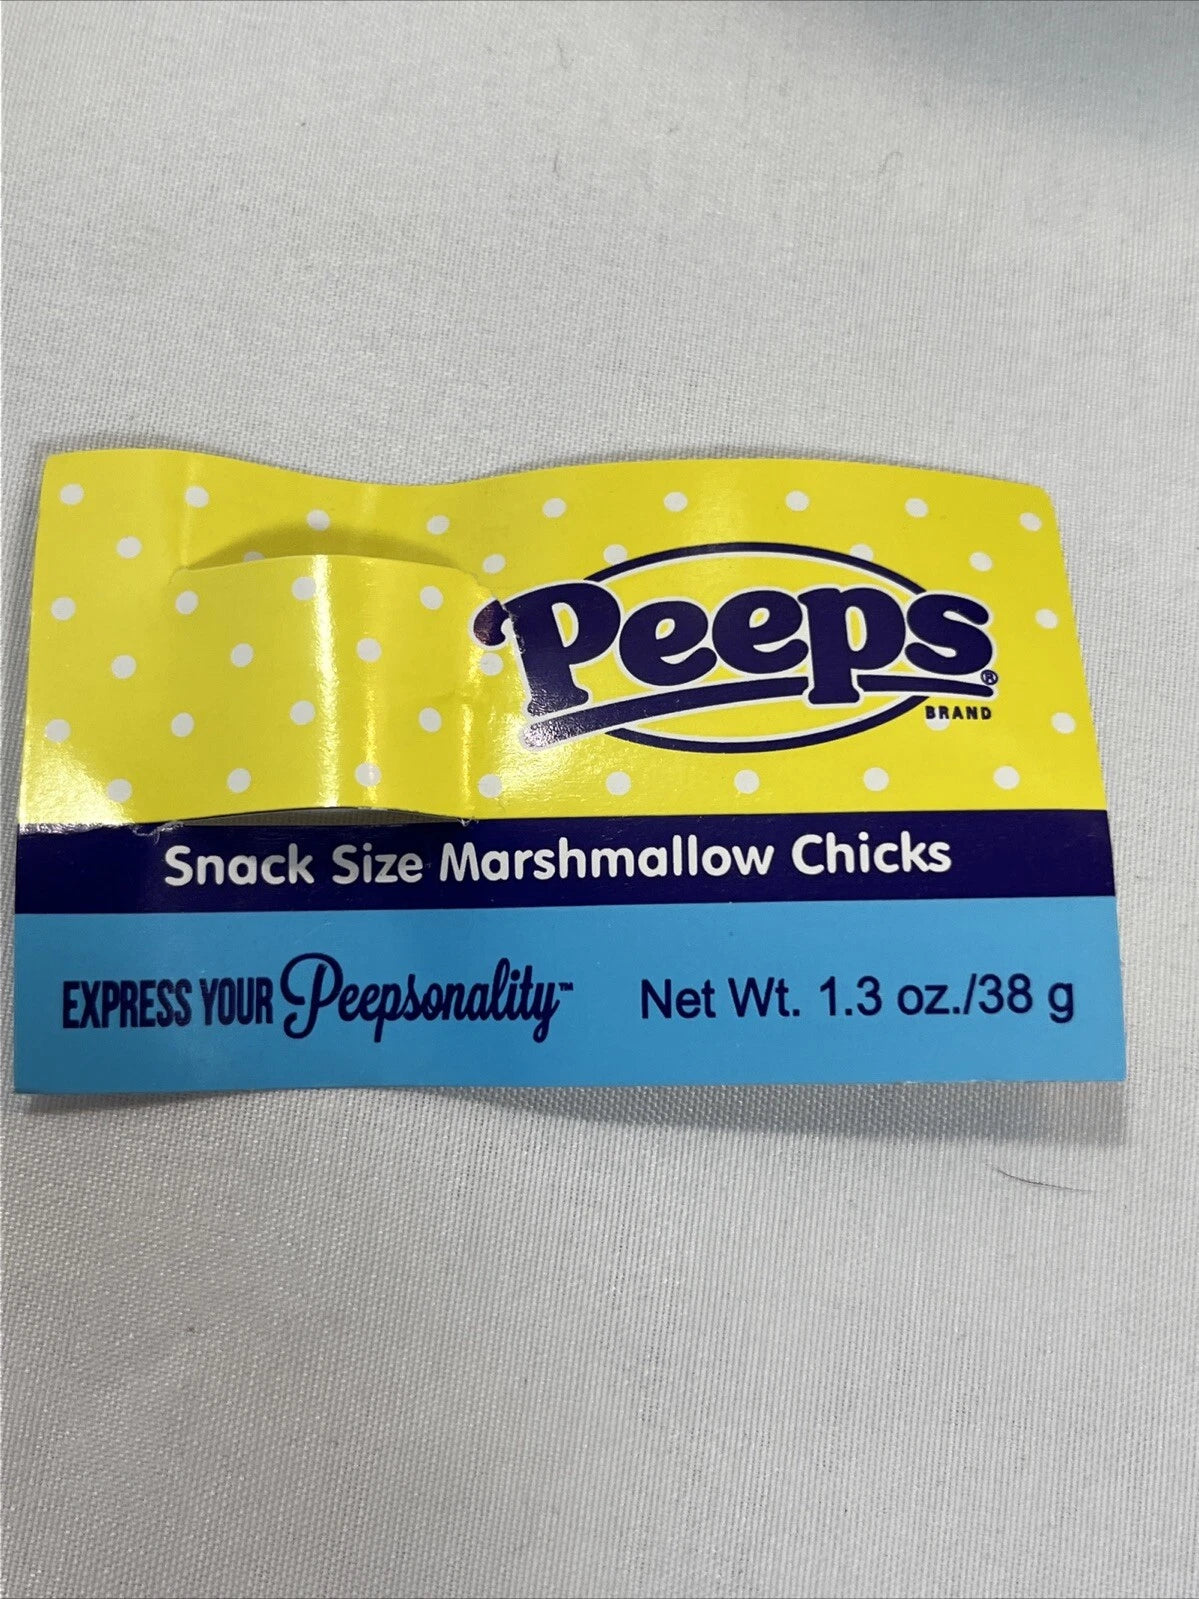 Peeps®
BRAND
Snack Size Marshmallow Chicks
EXPRESS YOUR Peepsonality™ Net Wt. 1.3 oz./38 g